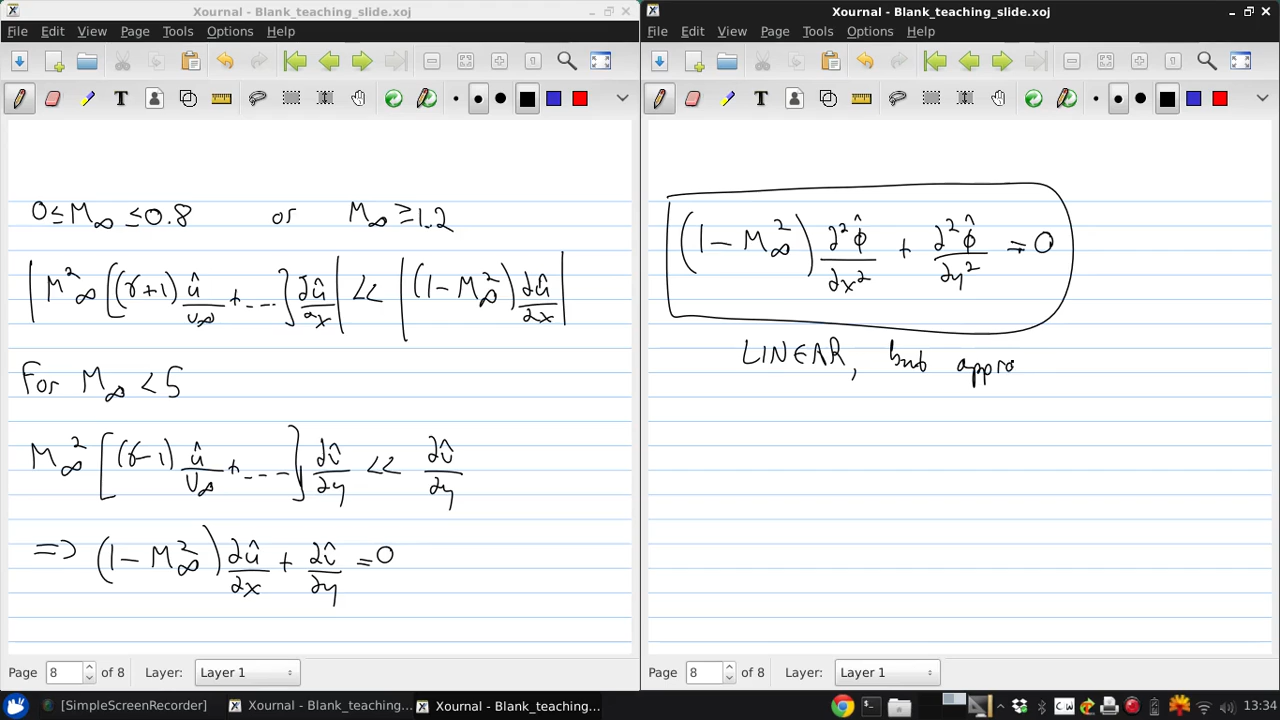 Xournal - Blank_teaching_slide.xoj
File Edit View Page Tools Options Help
0 ≤ M∞ ≤ 0.8 or M∞ ≥ 1.2
|M∞² [(γ+1) û/V∞ + ....] ∂û/∂x| << |(1 - M∞²) ∂û/∂x|
For M∞ < 5
M∞² [(γ-1) û/V∞ + ....] ∂v̂/∂y << ∂v̂/∂y
=> (1 - M∞²) ∂û/∂x + ∂v̂/∂y = 0
Page 8 of 8 Layer: Layer 1
Xournal - Blank_teaching_slide.xoj
File Edit View Page Tools Options Help
(1 - M∞²) ∂²φ̂/∂x² + ∂²φ̂/∂y² = 0
LINEAR, but appro
Page 8 of 8 Layer: Layer 1
[SimpleScreenRecorder] Xournal - Blank_teaching... Xournal - Blank_teaching... 13:34